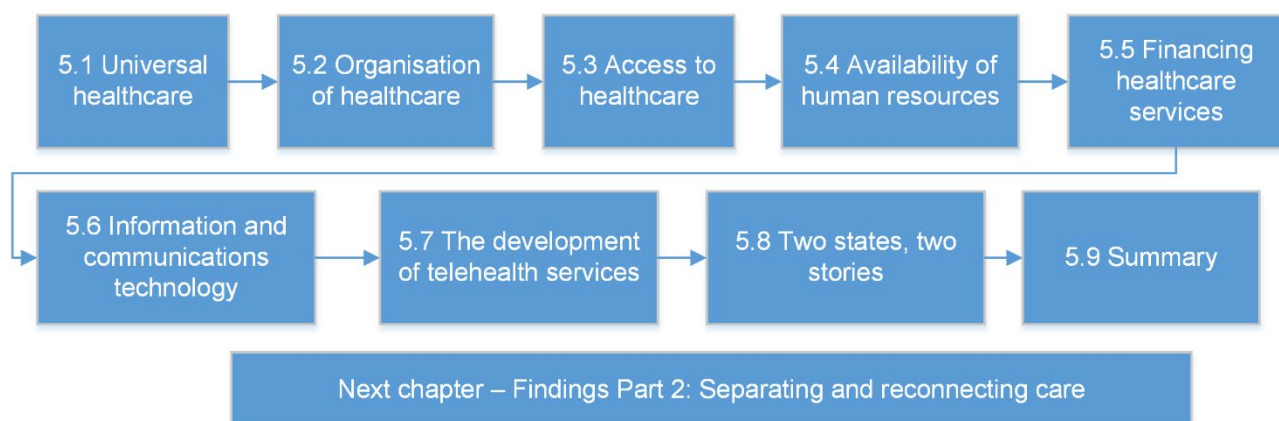 5.1 Universal
healthcare
5.2 Organisation
of healthcare
5.3 Access to
healthcare
5.4 Availability of
human resources
5.5 Financing
healthcare
services
5.6 Information and
communications
technology
5.7 The development
of telehealth services
5.8 Two states, two
stories
5.9 Summary
Next chapter – Findings Part 2: Separating and reconnecting care